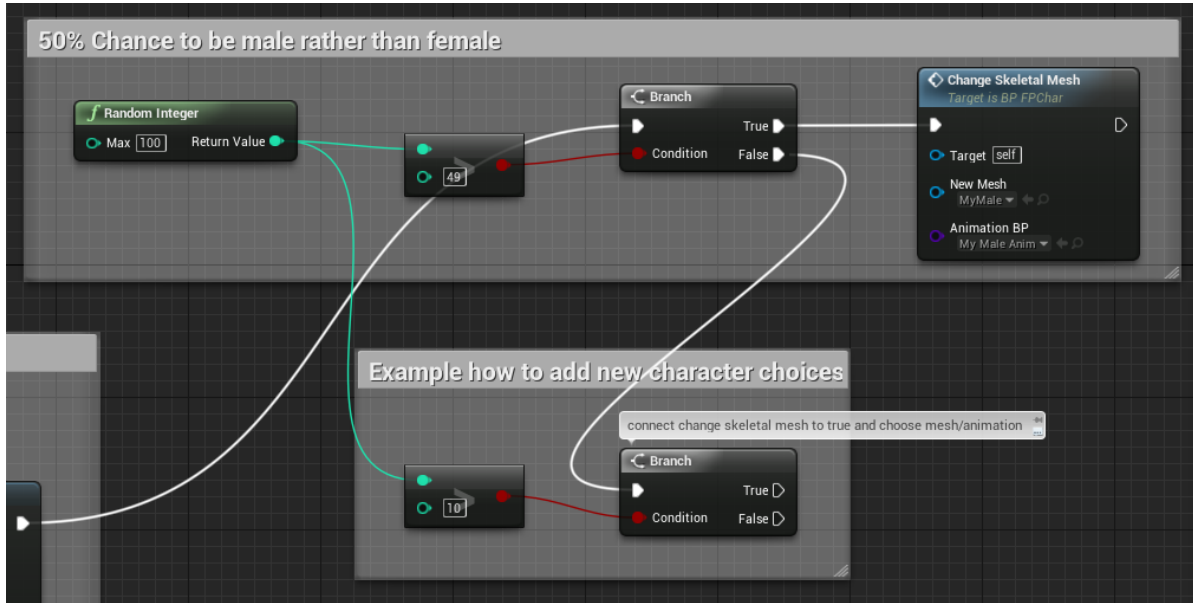 50% Chance to be male rather than female
f Random Integer
Max 100 Return Value
>
49
Branch
True
Condition False
Change Skeletal Mesh
Target is BP FPChar
Target self
New Mesh
MyMale
Animation BP
My Male Anim
Example how to add new character choices
connect change skeletal mesh to true and choose mesh/animation
>
10
Branch
True
Condition False